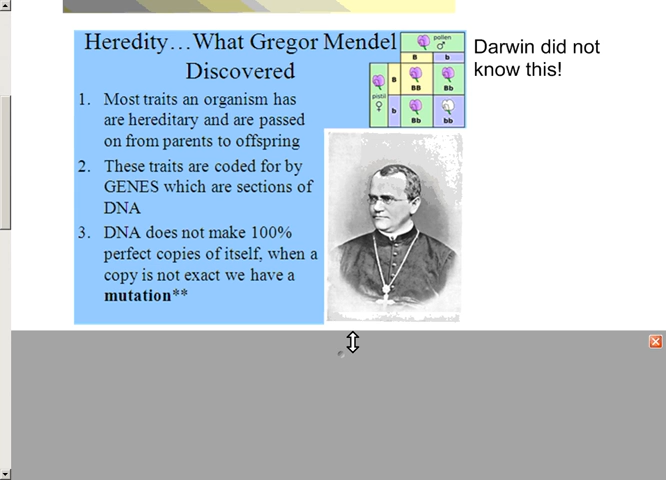 Heredity…What Gregor Mendel
Discovered
Darwin did not
know this!
pollen
♂
B b
pistil
♀
B
BB Bb
b
Bb bb
1. Most traits an organism has
are hereditary and are passed
on from parents to offspring
2. These traits are coded for by
GENES which are sections of
DNA
3. DNA does not make 100%
perfect copies of itself, when a
copy is not exact we have a
mutation**